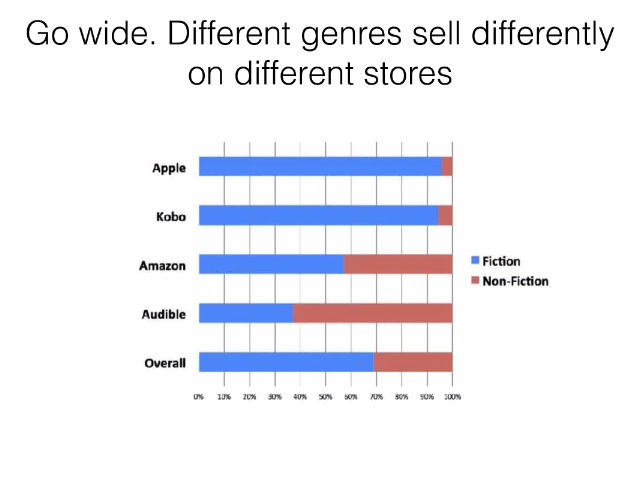 Go wide. Different genres sell differently
on different stores
Apple
Kobo
Amazon
Audible
Overall
Fiction
Non-Fiction
0% 10% 20% 30% 40% 50% 60% 70% 80% 90% 100%